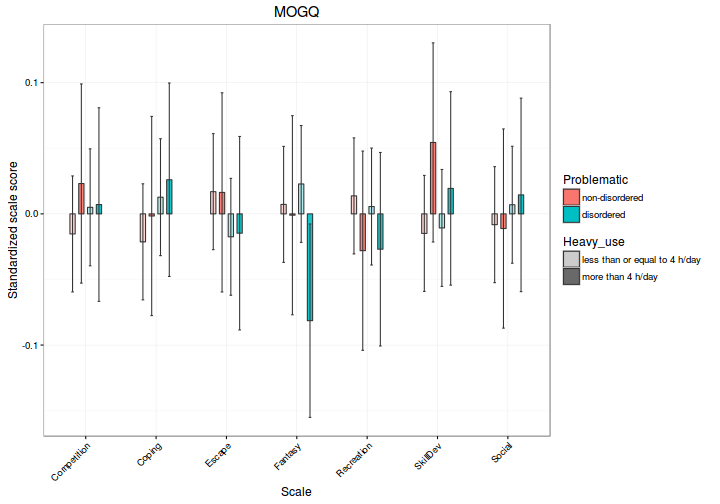 MOGQ
Standardized scale score
0.1
0.0
-0.1
Competition
Coping
Escape
Fantasy
Recreation
SkillDev
Social
Scale
Problematic
non-disordered
disordered
Heavy_use
less than or equal to 4 h/day
more than 4 h/day